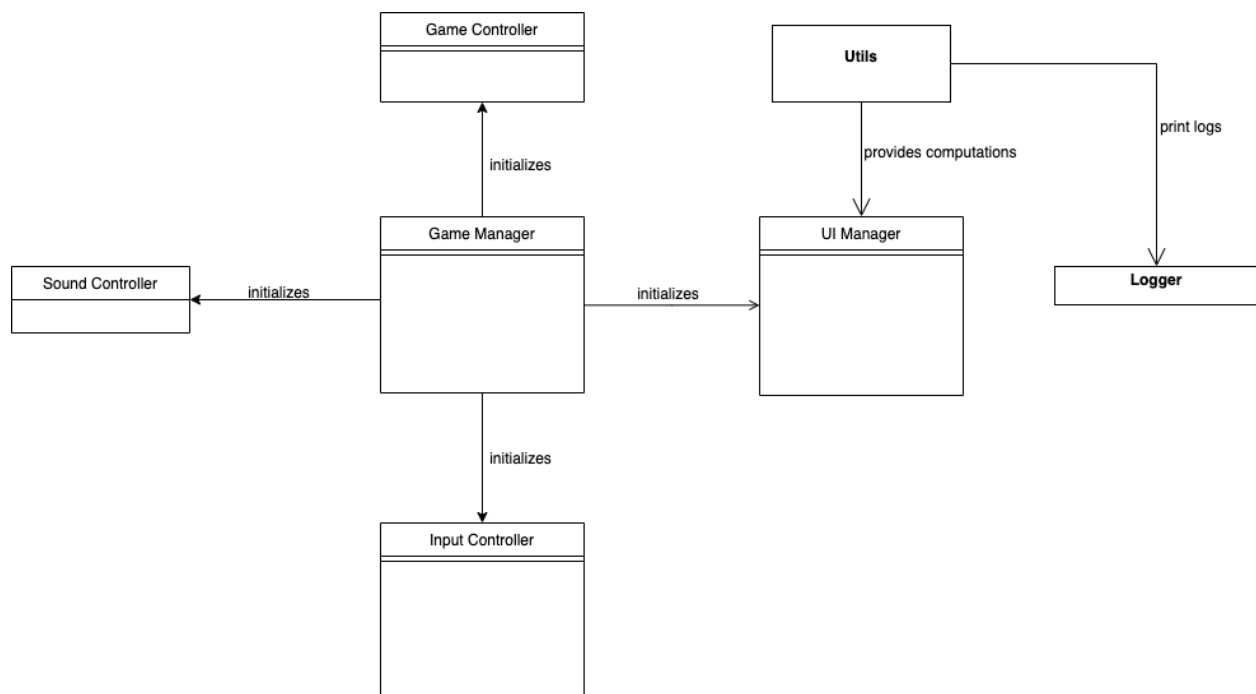 Game Controller
Utils
print logs
provides computations
initializes
Game Manager
UI Manager
Sound Controller
initializes
initializes
Logger
initializes
Input Controller